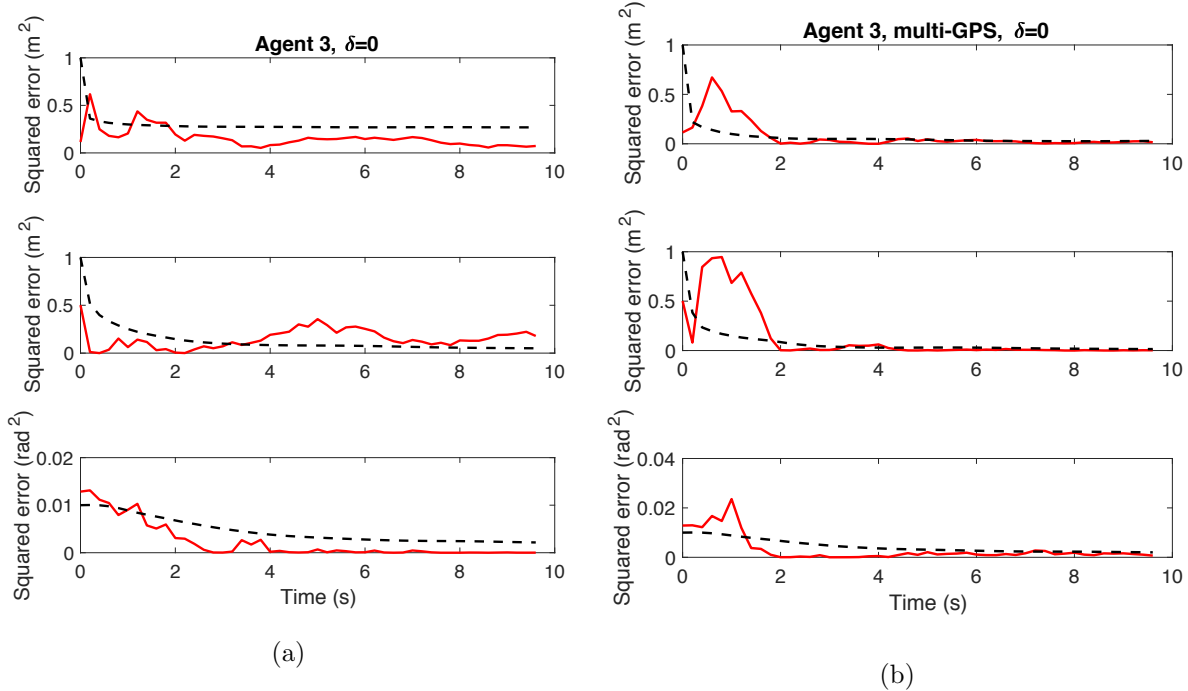 Agent 3, δ=0
Squared error (m²)
1
0.5
0
0 2 4 6 8 10
Squared error (m²)
1
0.5
0
0 2 4 6 8 10
Squared error (rad²)
0.02
0.01
0
0 2 4 6 8 10
Time (s)
(a)
Agent 3, multi-GPS, δ=0
Squared error (m²)
1
0.5
0
0 2 4 6 8 10
Squared error (m²)
1
0.5
0
0 2 4 6 8 10
Squared error (rad²)
0.04
0.02
0
0 2 4 6 8 10
Time (s)
(b)